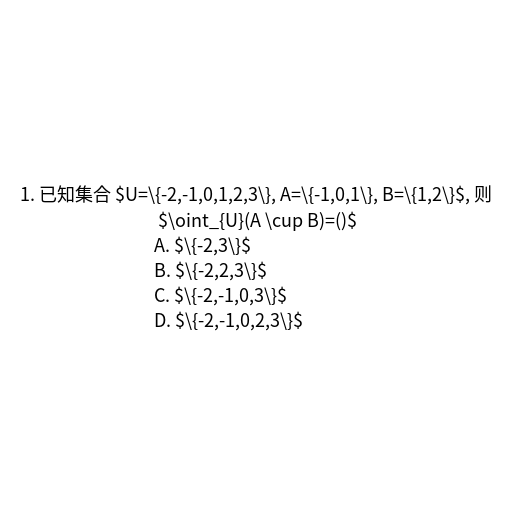 1. 已知集合 $U=\{-2,-1,0,1,2,3\}, A=\{-1,0,1\}, B=\{1,2\}$, 则
$\oint_{U}(A \cup B)=()$
A. $\{-2,3\}$
B. $\{-2,2,3\}$
C. $\{-2,-1,0,3\}$
D. $\{-2,-1,0,2,3\}$